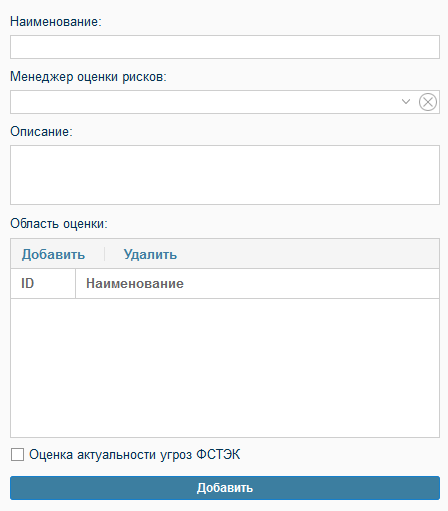 Наименование:
Менеджер оценки рисков:
Описание:
Область оценки:
Добавить Удалить
ID Наименование
Оценка актуальности угроз ФСТЭК
Добавить